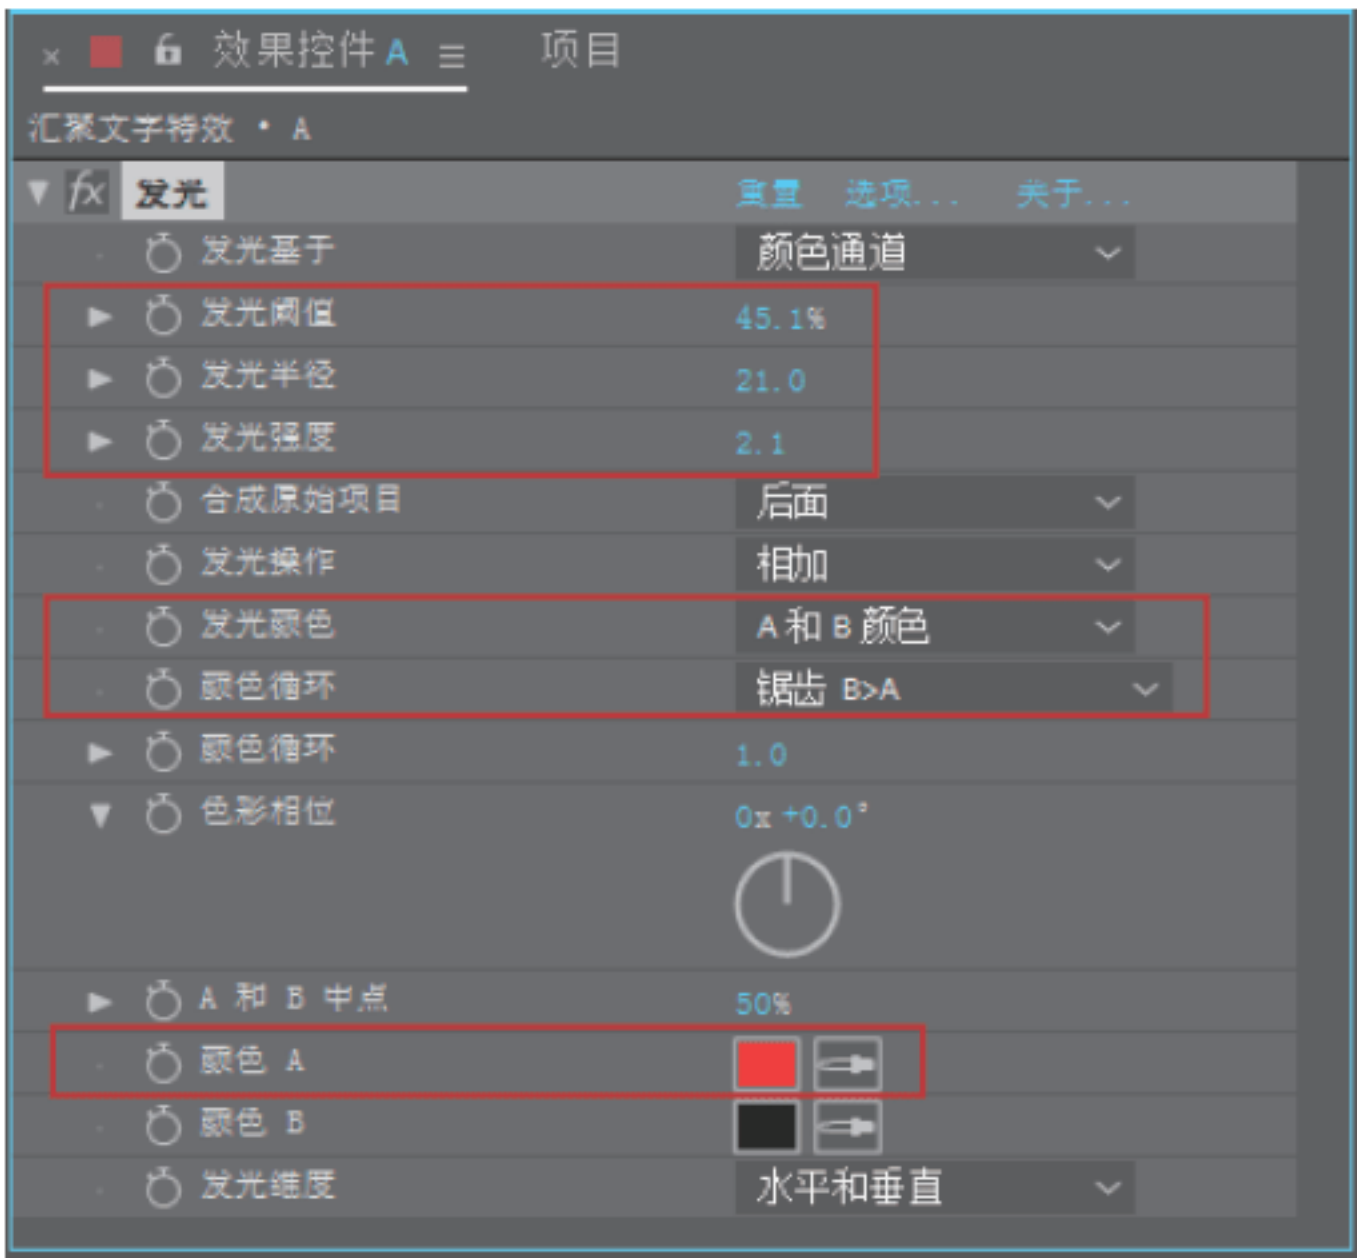 × 效果控件 A ≡ 项目
汇聚文字特效 • A
fx 发光 重置 选项... 关于...
发光基于 颜色通道
发光阈值 45.1%
发光半径 21.0
发光强度 2.1
合成原始项目 后面
发光操作 相加
发光颜色 A 和 B 颜色
颜色循环 锯齿 B>A
颜色循环 1.0
色彩相位 0x +0.0°
A 和 B 中点 50%
颜色 A
颜色 B
发光维度 水平和垂直